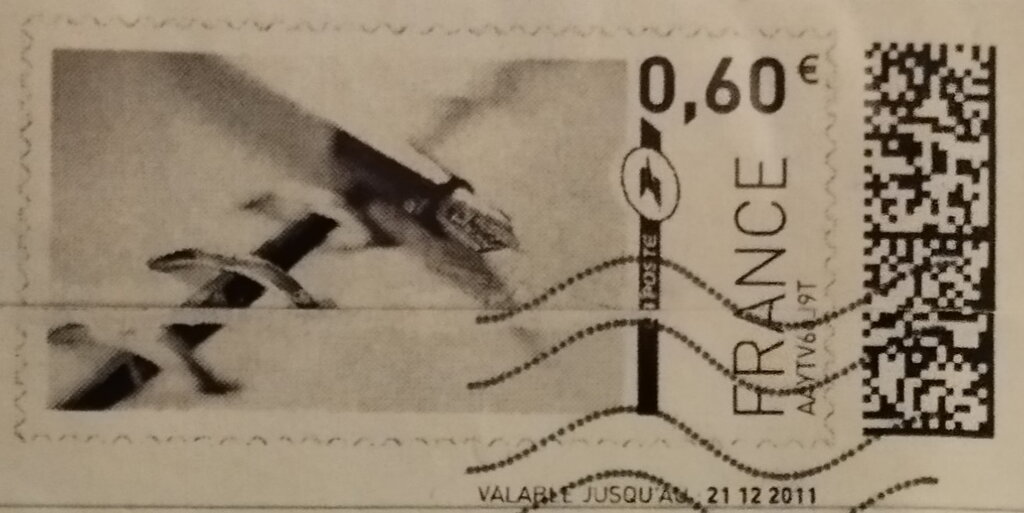 0,60€
LA POSTE
FRANCE
VALABLE JUSQU'AU : 21 12 2011